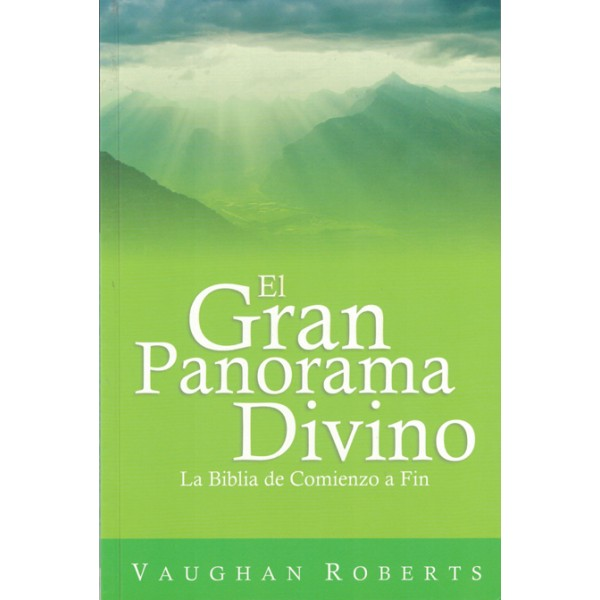 El
Gran
Panorama
Divino
La Biblia de Comienzo a Fin
VAUGHAN ROBERTS